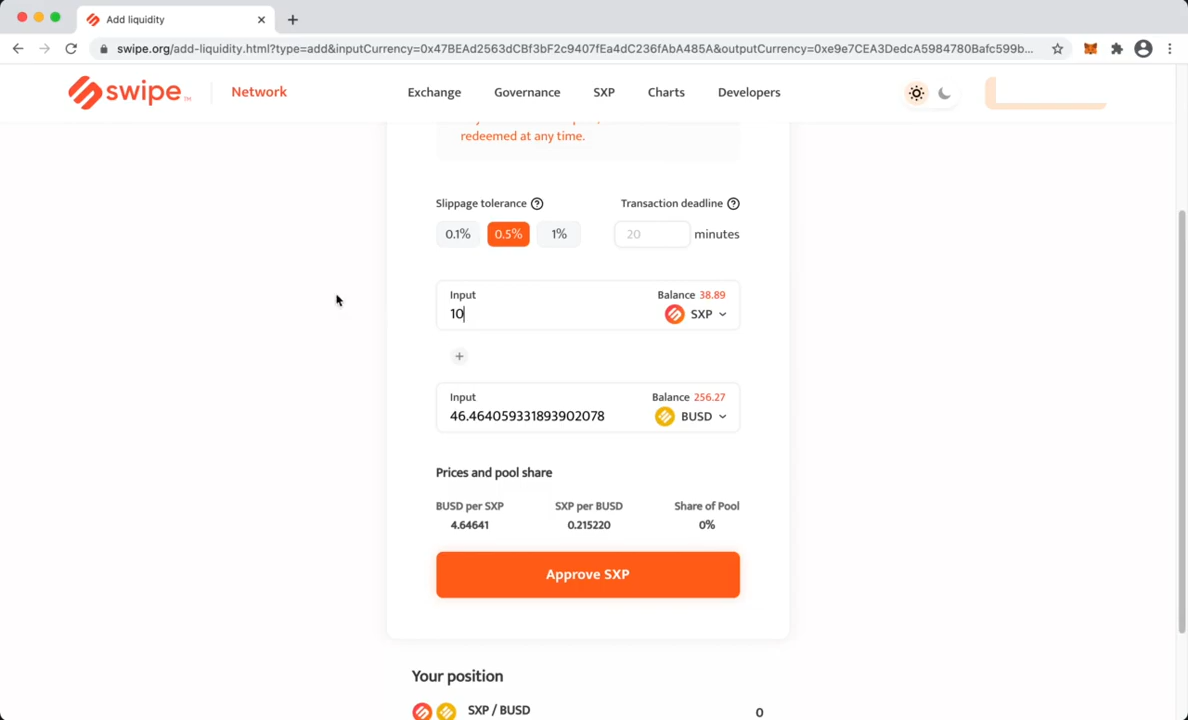 Add liquidity
swipe.org/add-liquidity.html?type=add&inputCurrency=0x47BEAd2563dCBf3bF2c9407fEa4dC236fAbA485A&outputCurrency=0xe9e7CEA3DedcA5984780Bafc599b...
swipe™ Network Exchange Governance SXP Charts Developers
redeemed at any time.
Slippage tolerance ? Transaction deadline ?
0.1% 0.5% 1% 20 minutes
Input Balance 38.89
10 SXP
+
Input Balance 256.27
46.464059331893902078 BUSD
Prices and pool share
BUSD per SXP SXP per BUSD Share of Pool
4.64641 0.215220 0%
Approve SXP
Your position
SXP / BUSD 0